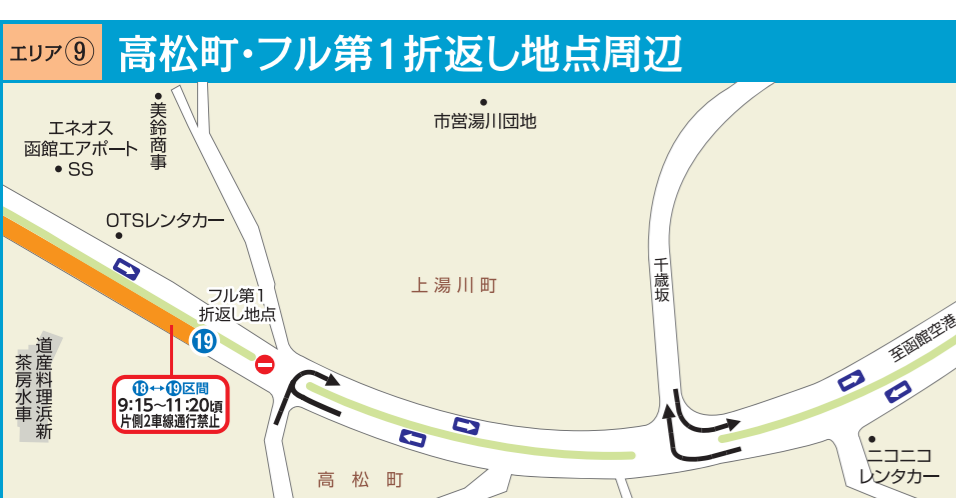 エリア⑨
高松町・フル第1折返し地点周辺
美鈴商事
エネオス
函館エアポート
SS
市営湯川団地
OTSレンタカー
千歳坂
上湯川町
フル第1
折返し地点
19
至函館空港
道産料理浜新
茶房水車
18↔19区間
9:15～11:20頃
片側2車線通行禁止
ニコニコ
レンタカー
高松町